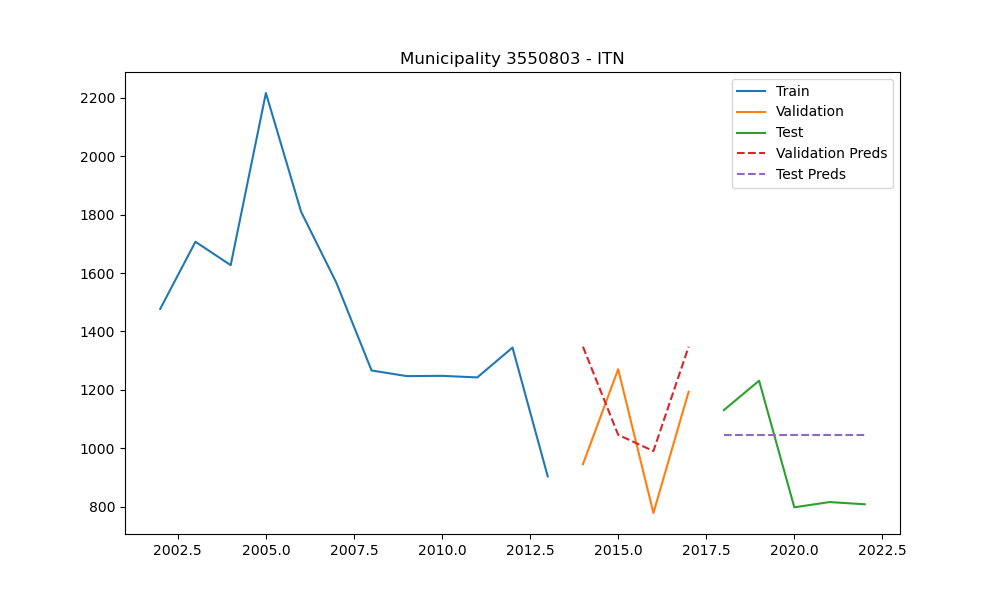 Municipality 3550803 - ITN
Train
Validation
Test
Validation Preds
Test Preds
2200
2000
1800
1600
1400
1200
1000
800
2002.5 2005.0 2007.5 2010.0 2012.5 2015.0 2017.5 2020.0 2022.5